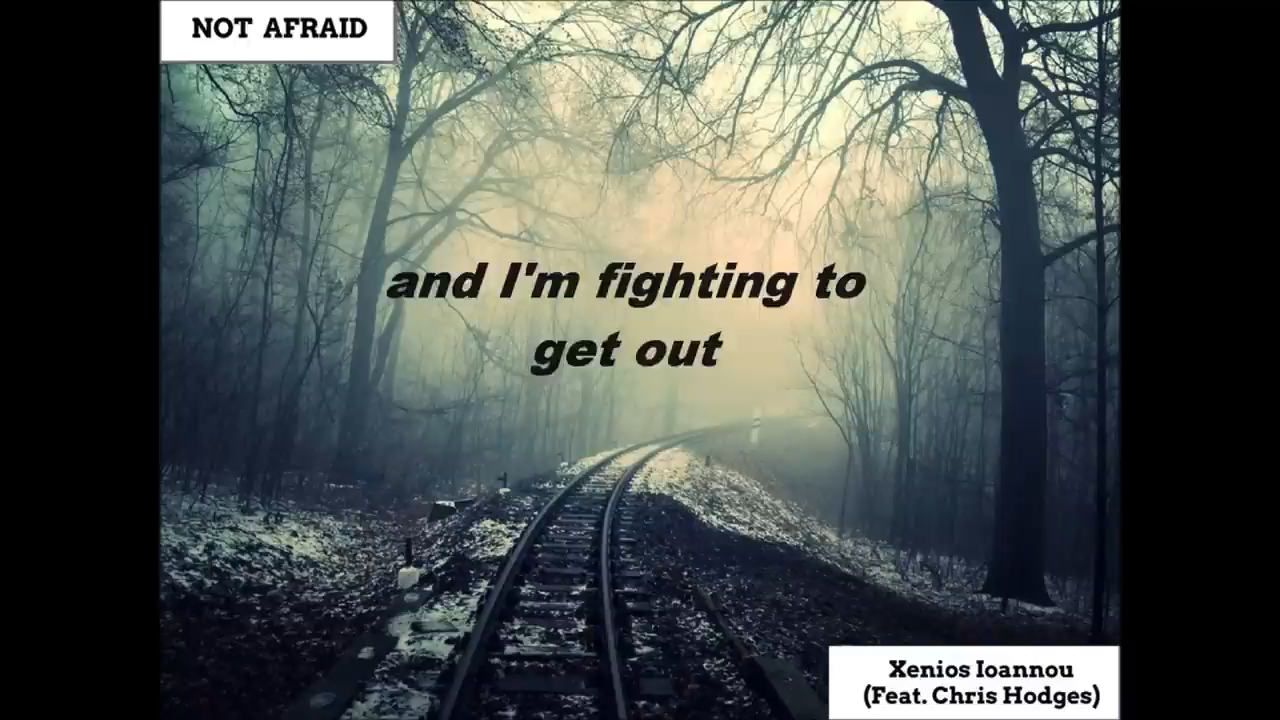 NOT AFRAID
and I'm fighting to
get out
Xenios Ioannou
(Feat. Chris Hodges)